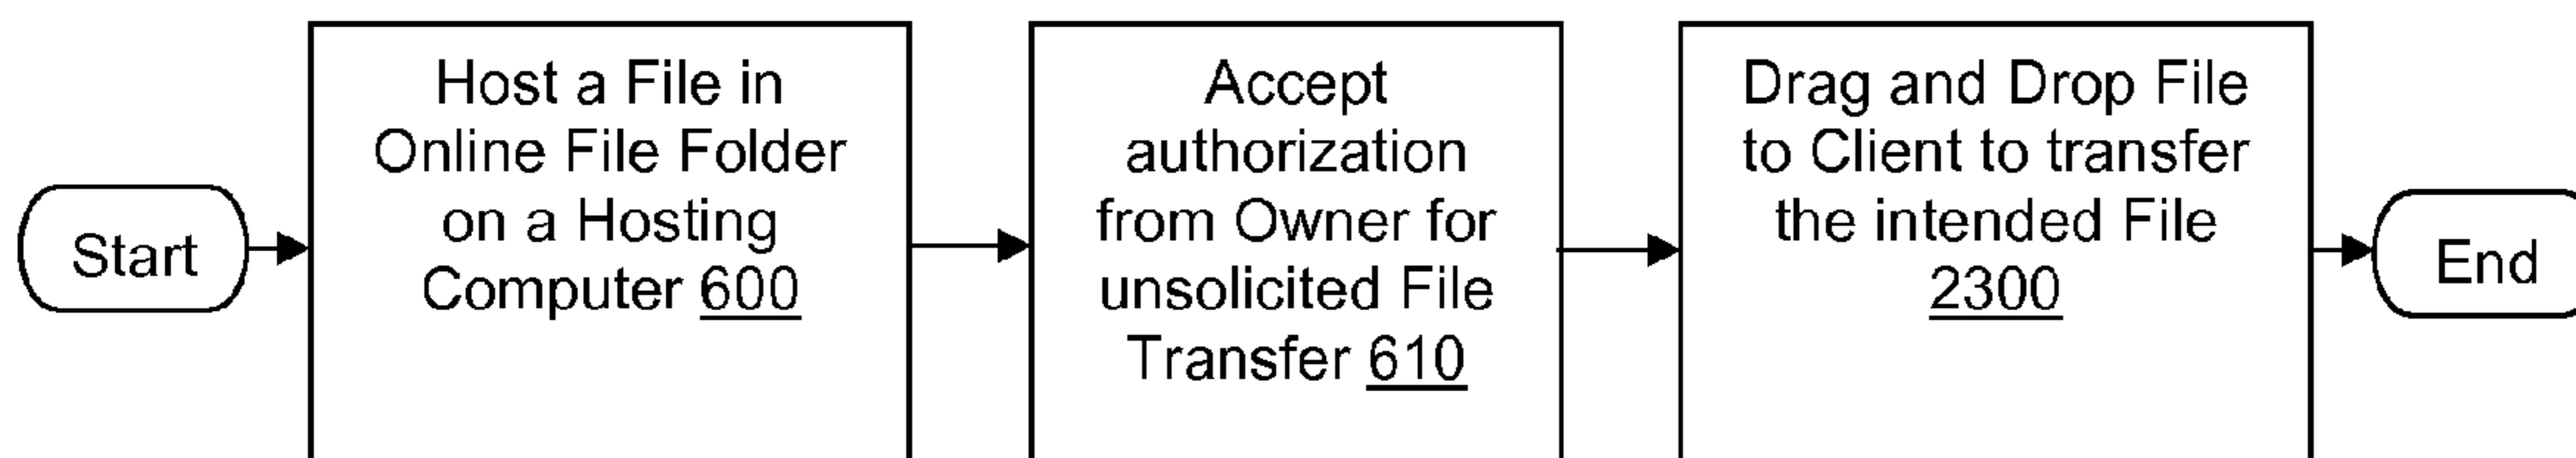 Start
Host a File in
Online File Folder
on a Hosting
Computer 600
Accept
authorization
from Owner for
unsolicited File
Transfer 610
Drag and Drop File
to Client to transfer
the intended File
2300
End